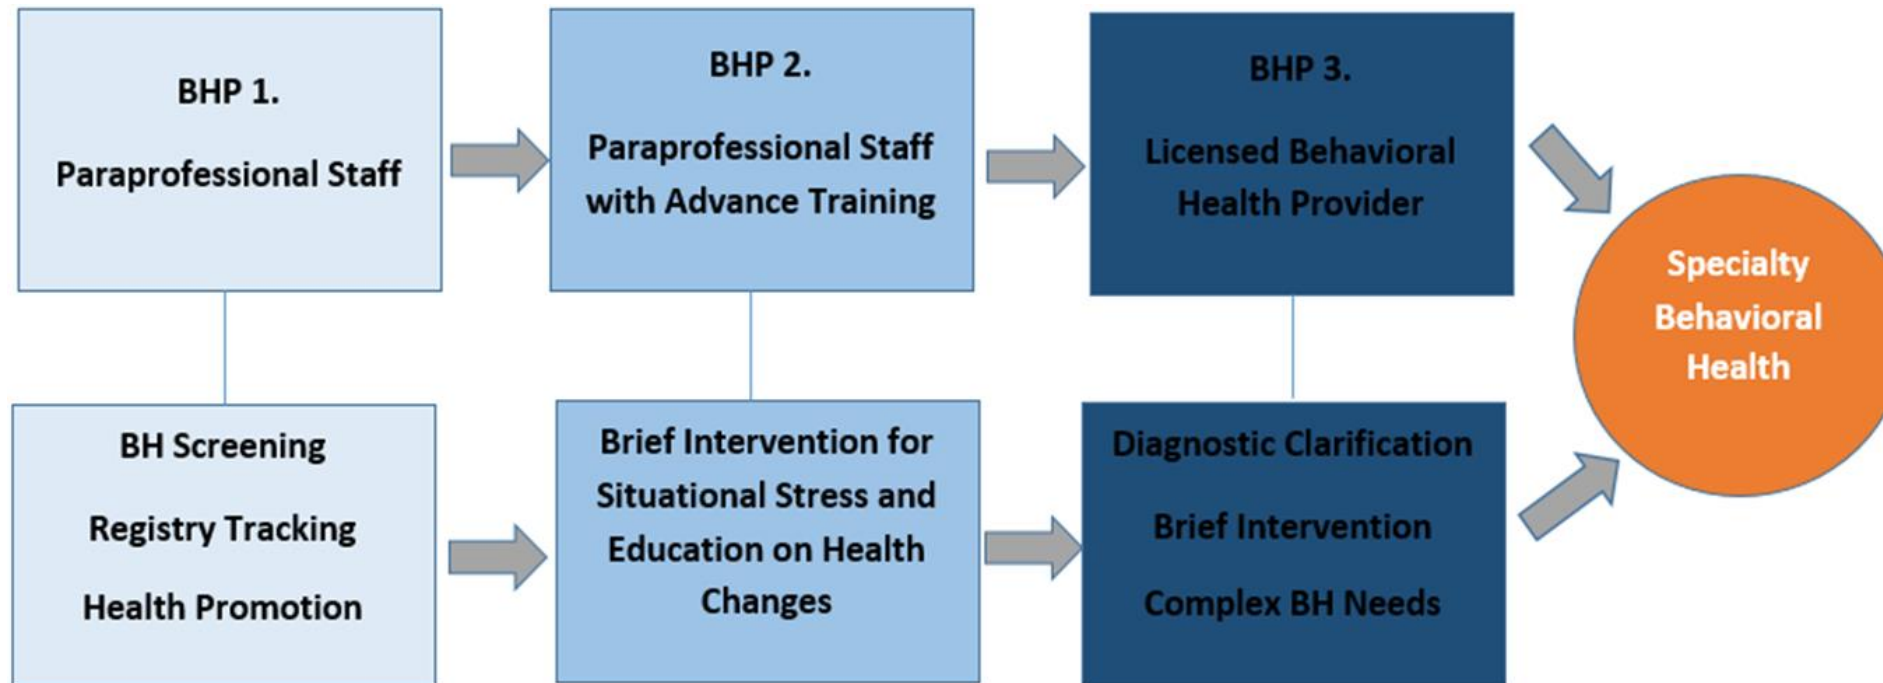 BHP 1.
Paraprofessional Staff
BHP 2.
Paraprofessional Staff
with Advance Training
BHP 3.
Licensed Behavioral
Health Provider
Specialty
Behavioral
Health
BH Screening
Registry Tracking
Health Promotion
Brief Intervention for
Situational Stress and
Education on Health
Changes
Diagnostic Clarification
Brief Intervention
Complex BH Needs